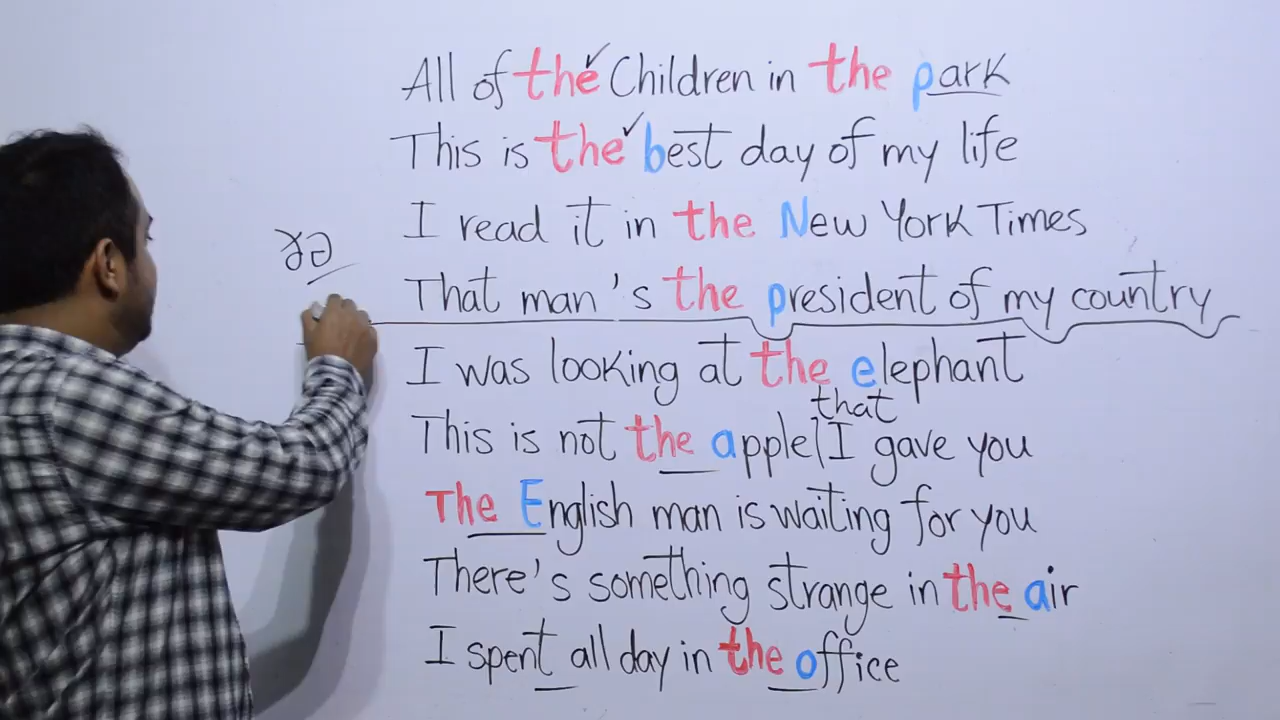 All of the Children in the park
This is the best day of my life
I read it in the New York Times
That man's the president of my country
I was looking at the elephant
that
This is not the apple I gave you
The English man is waiting for you
There's something strange in the air
I spent all day in the office